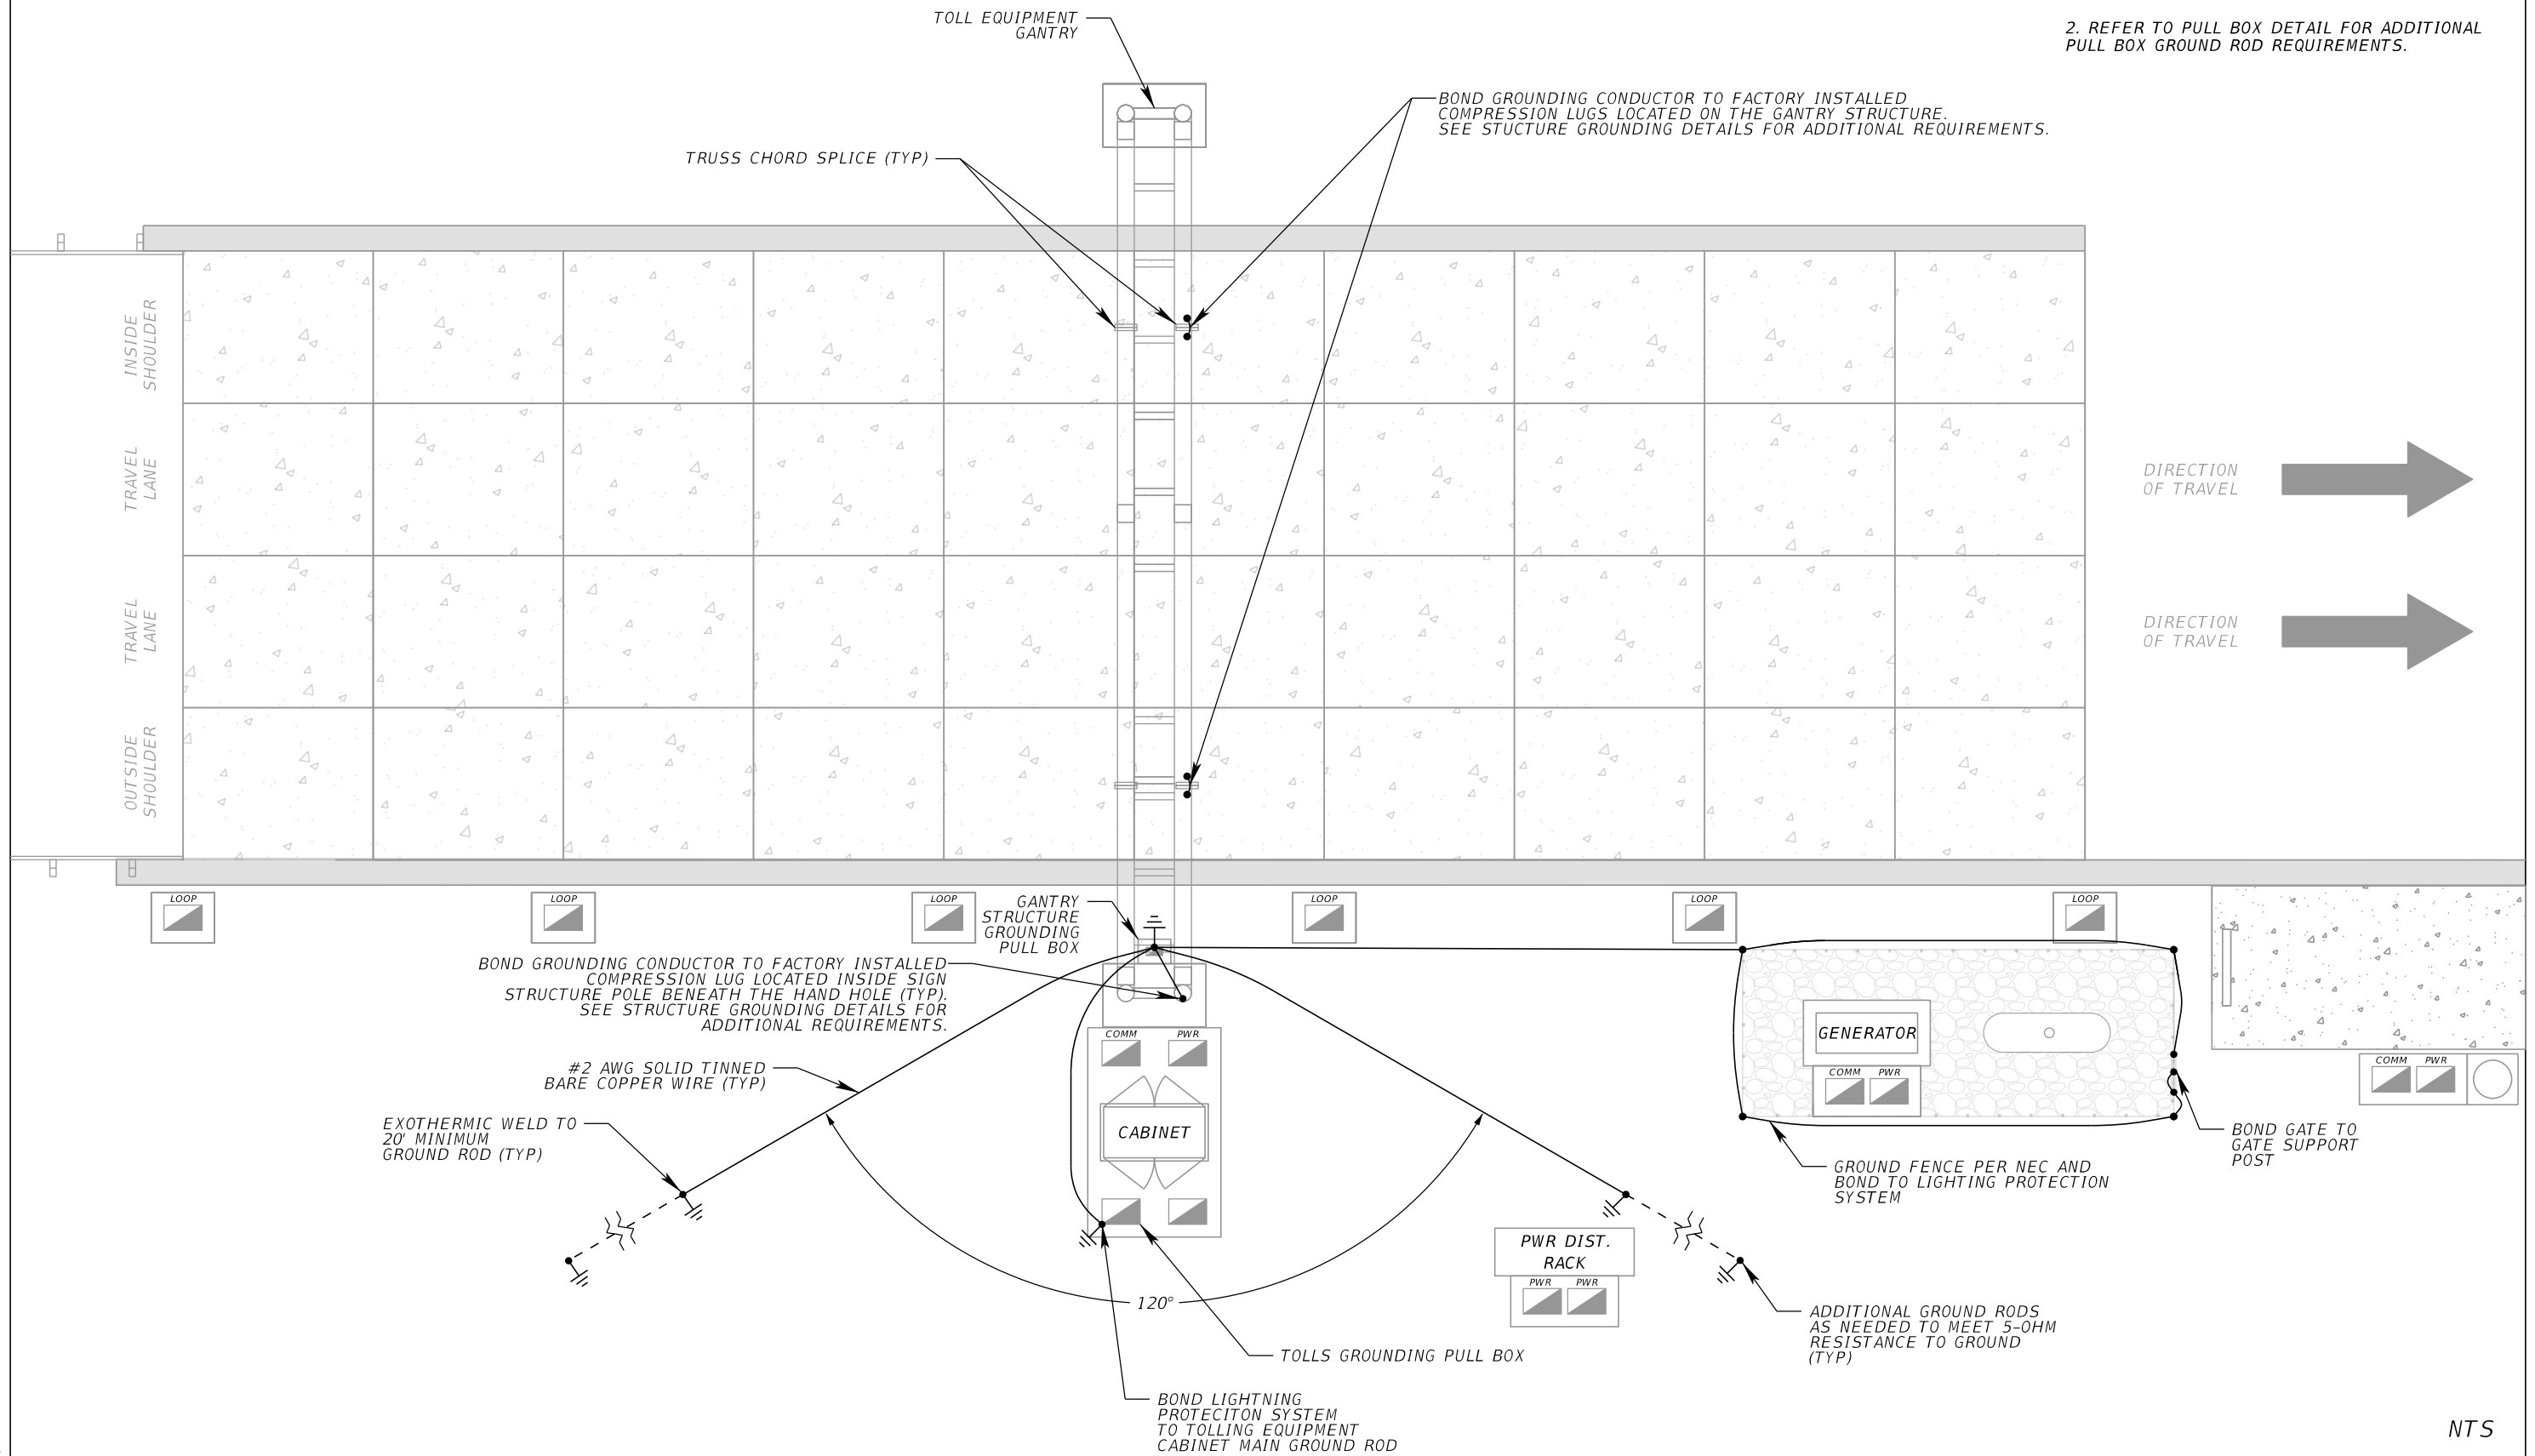 TOLL EQUIPMENT
GANTRY
2. REFER TO PULL BOX DETAIL FOR ADDITIONAL
PULL BOX GROUND ROD REQUIREMENTS.
BOND GROUNDING CONDUCTOR TO FACTORY INSTALLED
COMPRESSION LUGS LOCATED ON THE GANTRY STRUCTURE.
SEE STUCTURE GROUNDING DETAILS FOR ADDITIONAL REQUIREMENTS.
TRUSS CHORD SPLICE (TYP)
INSIDE
SHOULDER
TRAVEL
LANE
TRAVEL
LANE
OUTSIDE
SHOULDER
DIRECTION
OF TRAVEL
DIRECTION
OF TRAVEL
LOOP
LOOP
LOOP
LOOP
LOOP
LOOP
GANTRY
STRUCTURE
GROUNDING
PULL BOX
BOND GROUNDING CONDUCTOR TO FACTORY INSTALLED
COMPRESSION LUG LOCATED INSIDE SIGN
STRUCTURE POLE BENEATH THE HAND HOLE (TYP).
SEE STRUCTURE GROUNDING DETAILS FOR
ADDITIONAL REQUIREMENTS.
#2 AWG SOLID TINNED
BARE COPPER WIRE (TYP)
EXOTHERMIC WELD TO
20' MINIMUM
GROUND ROD (TYP)
COMM
PWR
CABINET
GENERATOR
COMM
PWR
COMM
PWR
BOND GATE TO
GATE SUPPORT
POST
GROUND FENCE PER NEC AND
BOND TO LIGHTING PROTECTION
SYSTEM
PWR DIST.
RACK
PWR
PWR
120°
ADDITIONAL GROUND RODS
AS NEEDED TO MEET 5-OHM
RESISTANCE TO GROUND
(TYP)
TOLLS GROUNDING PULL BOX
BOND LIGHTNING
PROTECITON SYSTEM
TO TOLLING EQUIPMENT
CABINET MAIN GROUND ROD
NTS